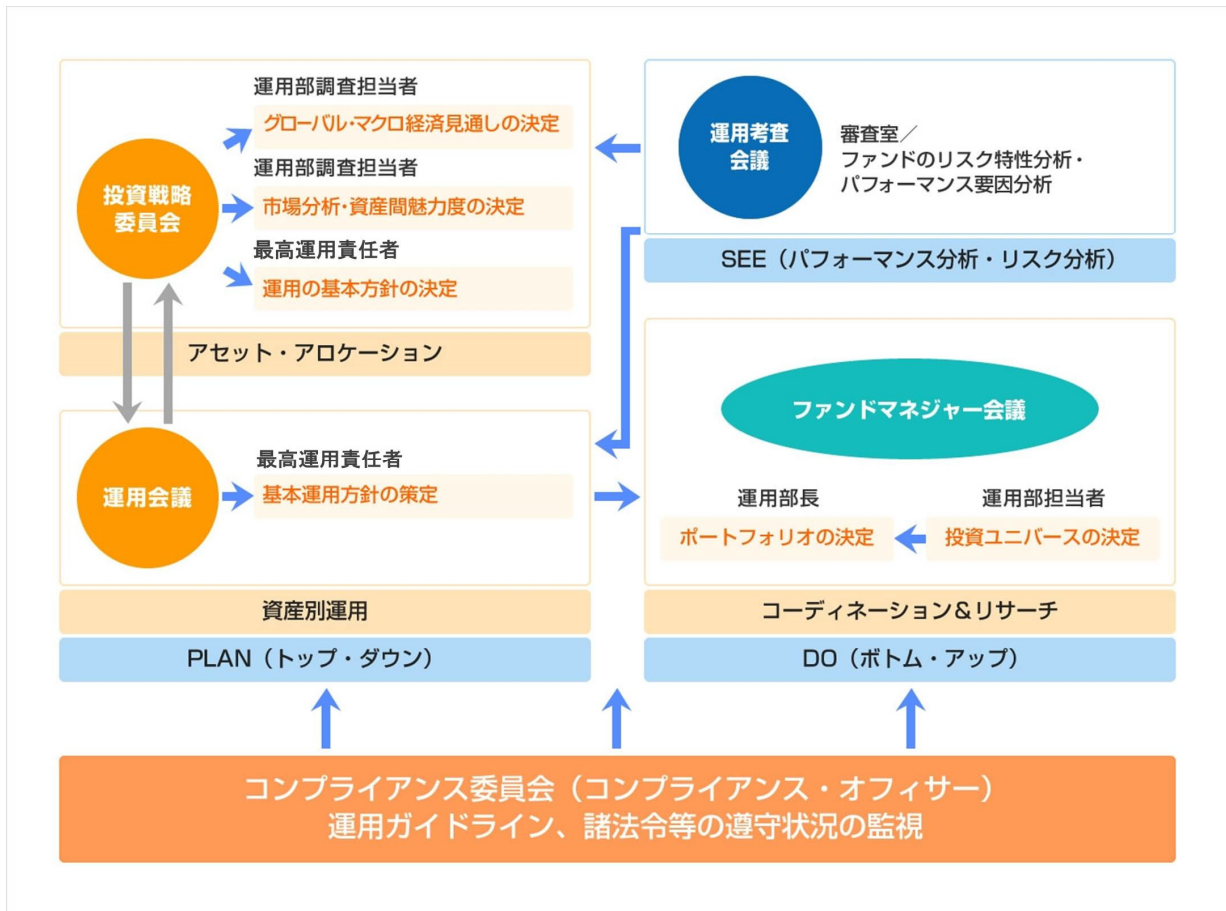 投資戦略
委員会
運用部調査担当者
グローバル・マクロ経済見通しの決定
運用部調査担当者
市場分析・資産間魅力度の決定
最高運用責任者
運用の基本方針の決定
アセット・アロケーション
運用考査
会議
審査室／
ファンドのリスク特性分析・
パフォーマンス要因分析
SEE（パフォーマンス分析・リスク分析）
運用会議
最高運用責任者
基本運用方針の策定
資産別運用
PLAN（トップ・ダウン）
ファンドマネジャー会議
運用部長
ポートフォリオの決定
運用部担当者
投資ユニバースの決定
コーディネーション＆リサーチ
DO（ボトム・アップ）
コンプライアンス委員会（コンプライアンス・オフィサー）
運用ガイドライン、諸法令等の遵守状況の監視